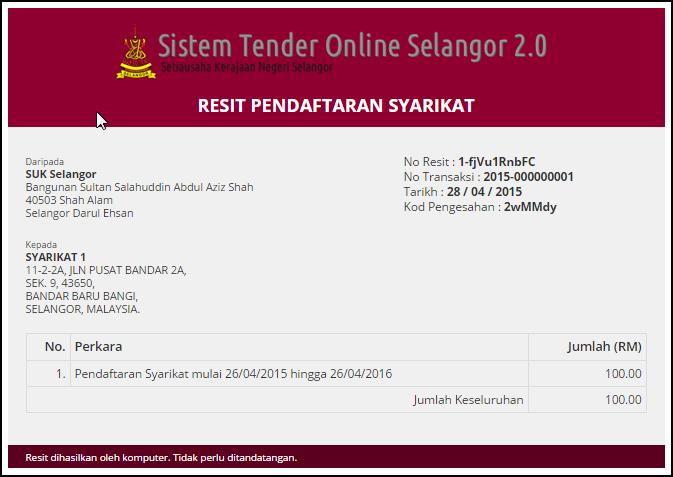 SELANGOR
Sistem Tender Online Selangor 2.0
Setiausaha Kerajaan Negeri Selangor
RESIT PENDAFTARAN SYARIKAT
Daripada
SUK Selangor
Bangunan Sultan Salahuddin Abdul Aziz Shah
40503 Shah Alam
Selangor Darul Ehsan
No Resit : 1-fjVu1RnbFC
No Transaksi : 2015-000000001
Tarikh : 28 / 04 / 2015
Kod Pengesahan : 2wMMdy
Kepada
SYARIKAT 1
11-2-2A, JLN PUSAT BANDAR 2A,
SEK. 9, 43650,
BANDAR BARU BANGI,
SELANGOR, MALAYSIA.
No. Perkara Jumlah (RM)
1. Pendaftaran Syarikat mulai 26/04/2015 hingga 26/04/2016 100.00
Jumlah Keseluruhan 100.00
Resit dihasilkan oleh komputer. Tidak perlu ditandatangan.